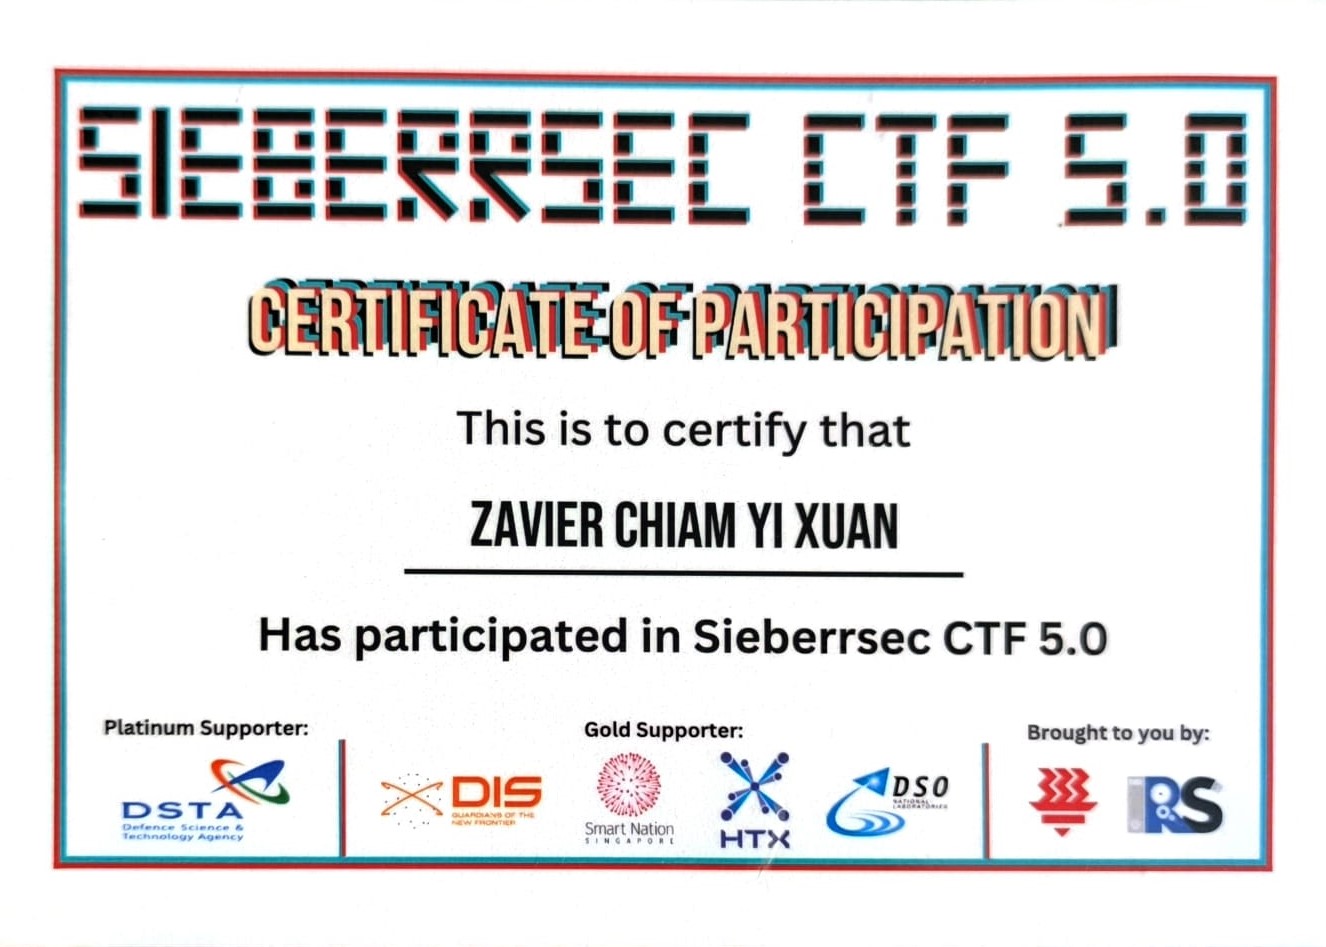 SIEBERRSEC CTF 5.0
CERTIFICATE OF PARTICIPATION
This is to certify that
ZAVIER CHIAM YI XUAN
Has participated in Sieberrsec CTF 5.0
Platinum Supporter:
Gold Supporter:
Brought to you by:
DSTA
Defence Science &
Technology Agency
DIS
GUARDIANS OF THE
NEW FRONTIER
Smart Nation
SINGAPORE
HTX
DSO
NATIONAL
LABORATORIES
IRS